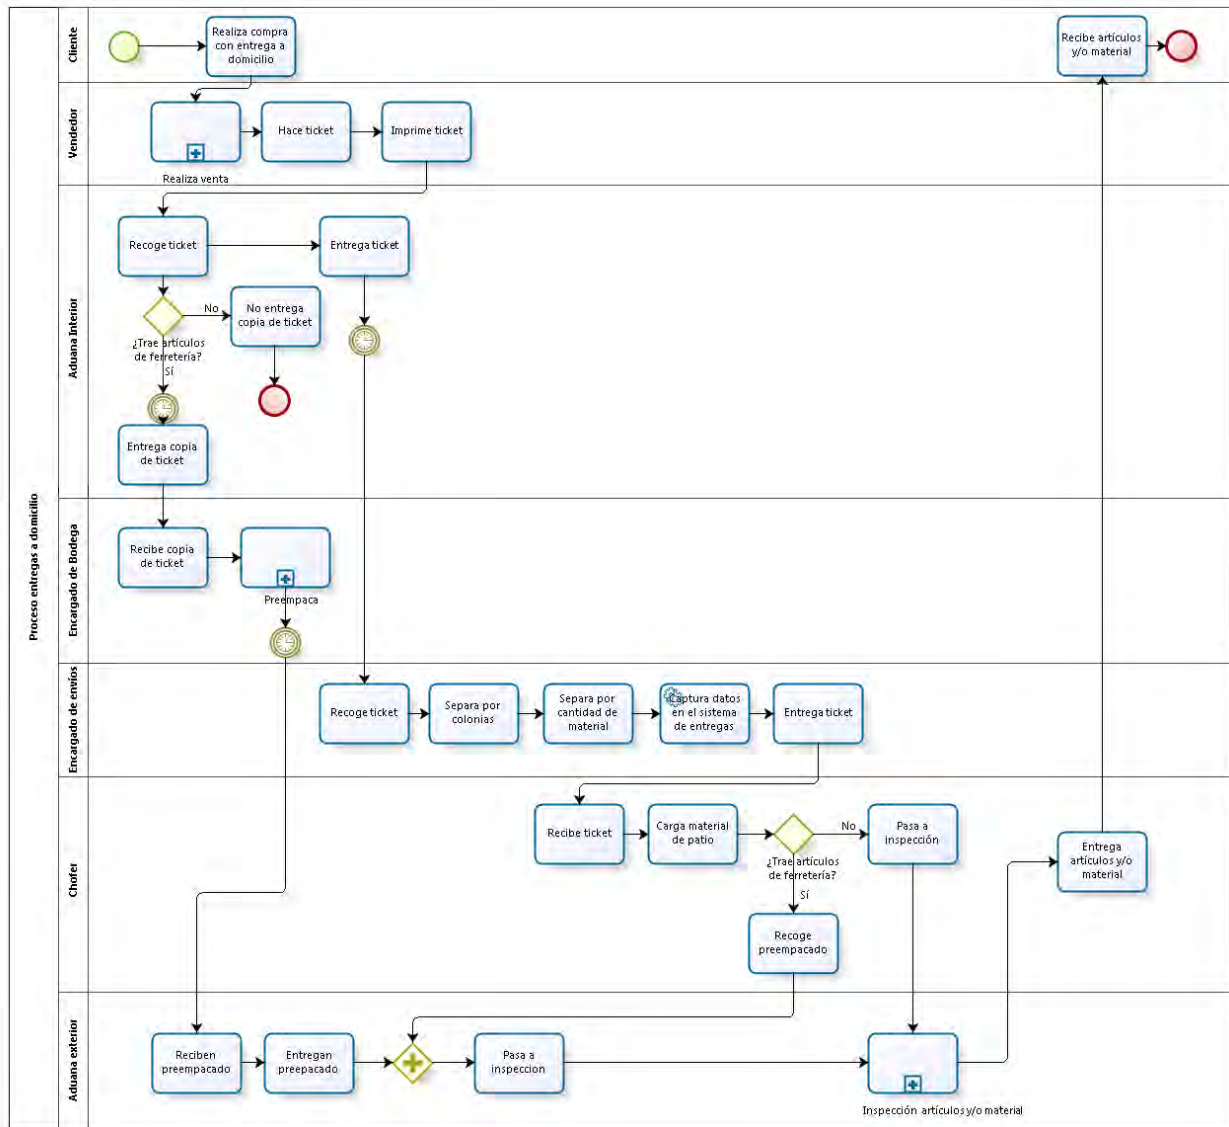 Proceso entregas a domicilio
Cliente
Realiza compra
con entrega a
domicilio
Recibe artículos
y/o material
Vendedor
Hace ticket
Imprime ticket
Realiza venta
Aduana Interior
Recoge ticket
Entrega ticket
No
No entrega
copia de ticket
¿Trae artículos
de ferretería?
Sí
Entrega copia
de ticket
Encargado de Bodega
Recibe copia
de ticket
Preempaca
Encargado de envíos
Recoge ticket
Separa por
colonias
Separa por
cantidad de
material
Captura datos
en el sistema
de entregas
Entrega ticket
Chofer
Recibe ticket
Carga material
de patio
No
Pasa a
inspección
¿Trae artículos
de ferretería?
Sí
Entrega
artículos y/o
material
Recoge
preempacado
Aduana exterior
Reciben
preempacado
Entregan
preepacado
Pasa a
inspeccion
Inspección artículos y/o material